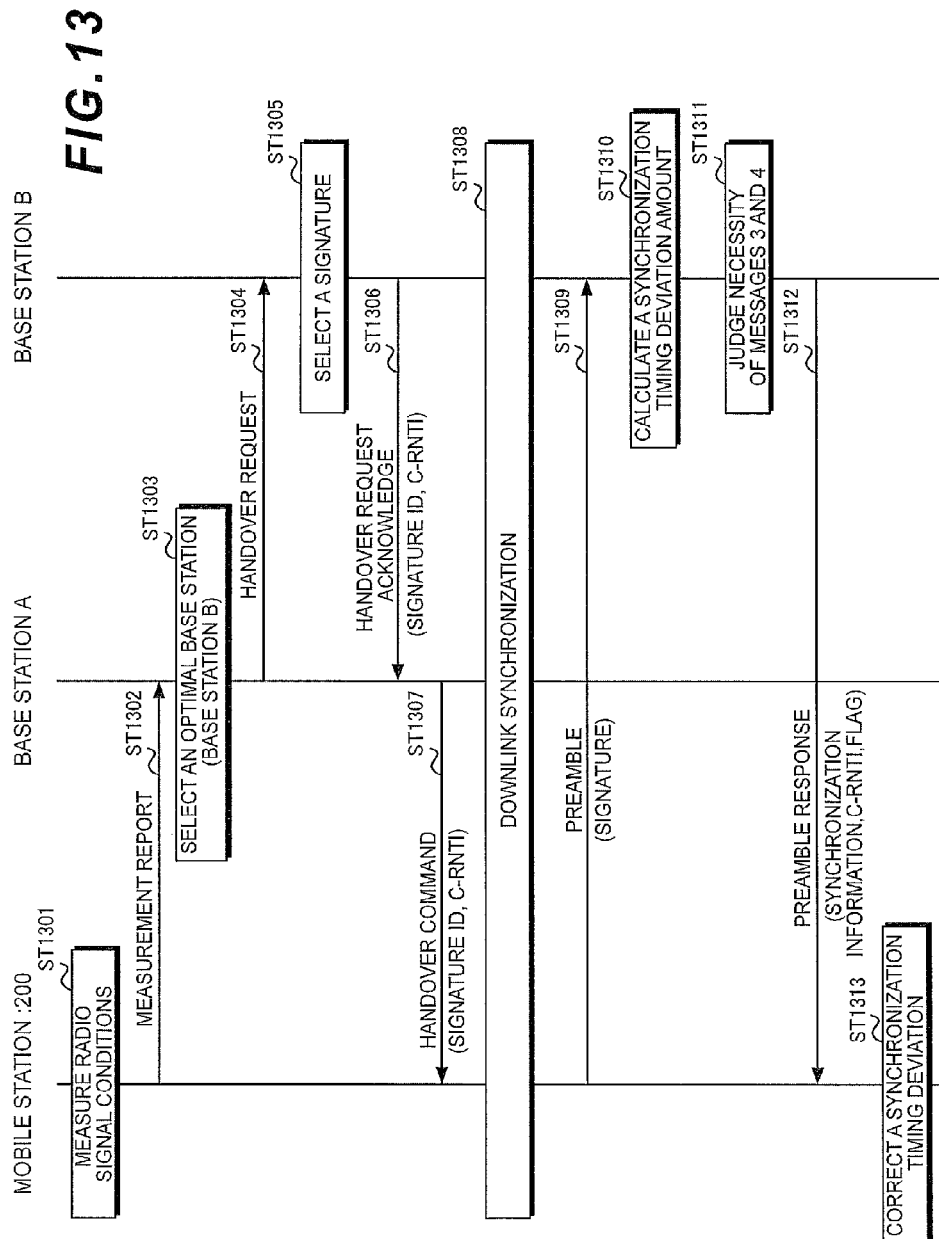 FIG.13
MOBILE STATION :200
BASE STATION A
BASE STATION B
ST1301
MEASURE RADIO
SIGNAL CONDITIONS
MEASUREMENT REPORT
ST1302
ST1303
SELECT AN OPTIMAL BASE STATION
(BASE STATION B)
HANDOVER REQUEST
ST1304
ST1305
SELECT A SIGNATURE
HANDOVER REQUEST
ACKNOWLEDGE
(SIGNATURE ID, C-RNTI)
ST1306
HANDOVER COMMAND
(SIGNATURE ID, C-RNTI)
ST1307
ST1308
DOWNLINK SYNCHRONIZATION
PREAMBLE
(SIGNATURE)
ST1309
ST1310
CALCULATE A SYNCHRONIZATION
TIMING DEVIATION AMOUNT
ST1311
JUDGE NECESSITY
OF MESSAGES 3 AND 4
PREAMBLE RESPONSE
(SYNCHRONIZATION
INFORMATION,C-RNTI,FLAG)
ST1312
ST1313
CORRECT A SYNCHRONIZATION
TIMING DEVIATION